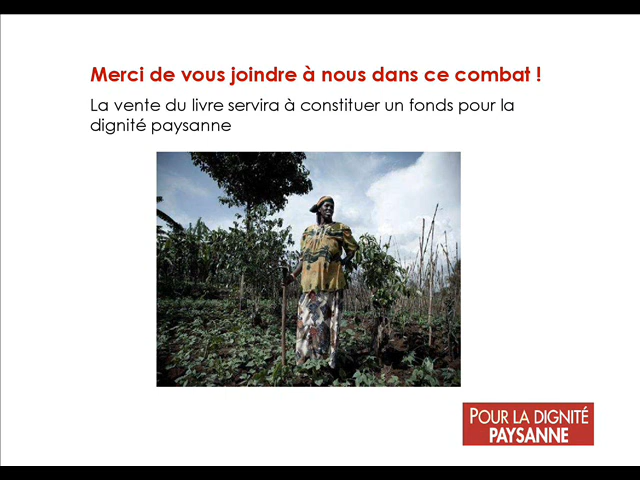 Merci de vous joindre à nous dans ce combat !
La vente du livre servira à constituer un fonds pour la
dignité paysanne
POUR LA DIGNITÉ
PAYSANNE